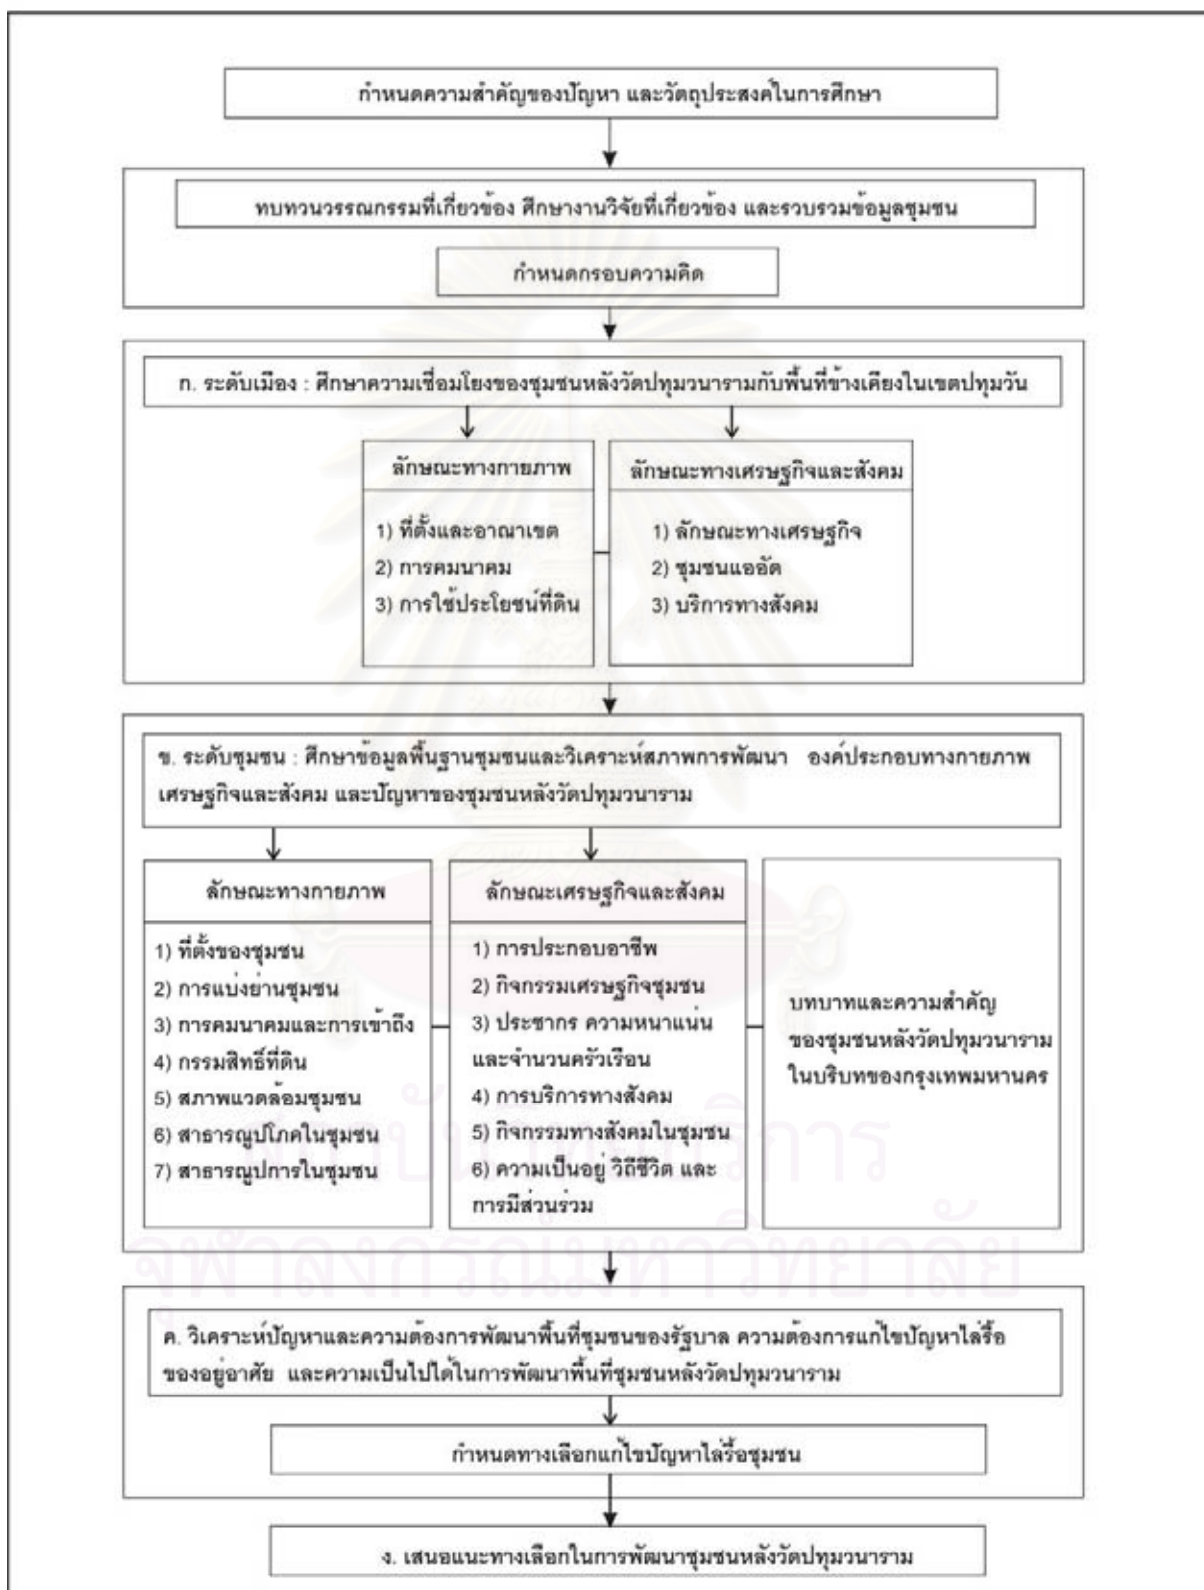 กำหนดความสำคัญของปัญหา และวัตถุประสงค์ในการศึกษา
ทบทวนวรรณกรรมที่เกี่ยวข้อง ศึกษางานวิจัยที่เกี่ยวข้อง และรวบรวมข้อมูลชุมชน
กำหนดกรอบความคิด
ก. ระดับเมือง : ศึกษาความเชื่อมโยงของชุมชนหลังวัดปทุมวนารามกับพื้นที่ข้างเคียงในเขตปทุมวัน
ลักษณะทางกายภาพ
1) ที่ตั้งและอาณาเขต
2) การคมนาคม
3) การใช้ประโยชน์ที่ดิน
ลักษณะทางเศรษฐกิจและสังคม
1) ลักษณะทางเศรษฐกิจ
2) ชุมชนแออัด
3) บริการทางสังคม
ข. ระดับชุมชน : ศึกษาข้อมูลพื้นฐานชุมชนและวิเคราะห์สภาพการพัฒนา องค์ประกอบทางกายภาพ
เศรษฐกิจและสังคม และปัญหาของชุมชนหลังวัดปทุมวนาราม
ลักษณะทางกายภาพ
1) ที่ตั้งของชุมชน
2) การแบ่งย่านชุมชน
3) การคมนาคมและการเข้าถึง
4) กรรมสิทธิ์ที่ดิน
5) สภาพแวดล้อมชุมชน
6) สาธารณูปโภคในชุมชน
7) สาธารณูปการในชุมชน
ลักษณะเศรษฐกิจและสังคม
1) การประกอบอาชีพ
2) กิจกรรมเศรษฐกิจชุมชน
3) ประชากร ความหนาแน่น
และจำนวนครัวเรือน
4) การบริการทางสังคม
5) กิจกรรมทางสังคมในชุมชน
6) ความเป็นอยู่ วิถีชีวิต และ
การมีส่วนร่วม
บทบาทและความสำคัญ
ของชุมชนหลังวัดปทุมวนาราม
ในบริบทของกรุงเทพมหานคร
สถาบันวิทยบริการ
จุฬาลงกรณ์มหาวิทยาลัย
ค. วิเคราะห์ปัญหาและความต้องการพัฒนาพื้นที่ชุมชนของรัฐบาล ความต้องการแก้ไขปัญหาไล่รื้อ
ของอยู่อาศัย และความเป็นไปได้ในการพัฒนาพื้นที่ชุมชนหลังวัดปทุมวนาราม
กำหนดทางเลือกแก้ไขปัญหาไล่รื้อชุมชน
ง. เสนอแนะทางเลือกในการพัฒนาชุมชนหลังวัดปทุมวนาราม